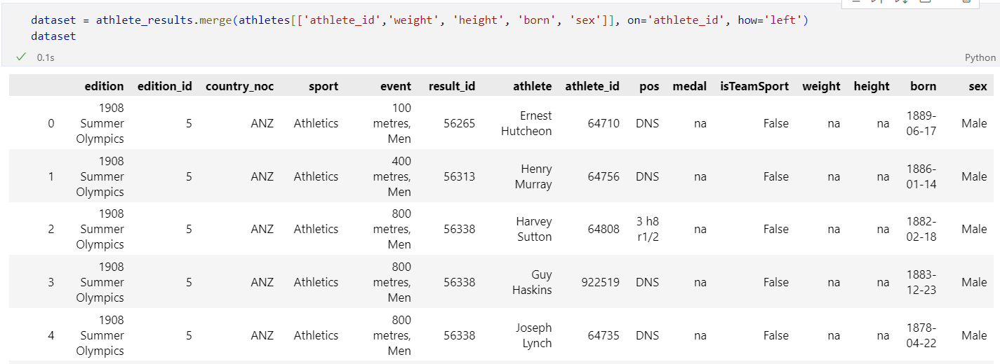 dataset = athlete_results.merge(athletes[['athlete_id','weight', 'height', 'born', 'sex']], on='athlete_id', how='left')
dataset
0.1s
Python
edition edition_id country_noc sport event result_id athlete athlete_id pos medal isTeamSport weight height born sex
0 1908 Summer Olympics 5 ANZ Athletics 100 metres, Men 56265 Ernest Hutcheon 64710 DNS na False na na 1889-06-17 Male
1 1908 Summer Olympics 5 ANZ Athletics 400 metres, Men 56313 Henry Murray 64756 DNS na False na na 1886-01-14 Male
2 1908 Summer Olympics 5 ANZ Athletics 800 metres, Men 56338 Harvey Sutton 64808 3 h8 r1/2 na False na na 1882-02-18 Male
3 1908 Summer Olympics 5 ANZ Athletics 800 metres, Men 56338 Guy Haskins 922519 DNS na False na na 1883-12-23 Male
4 1908 Summer Olympics 5 ANZ Athletics 800 metres, Men 56338 Joseph Lynch 64735 DNS na False na na 1878-04-22 Male